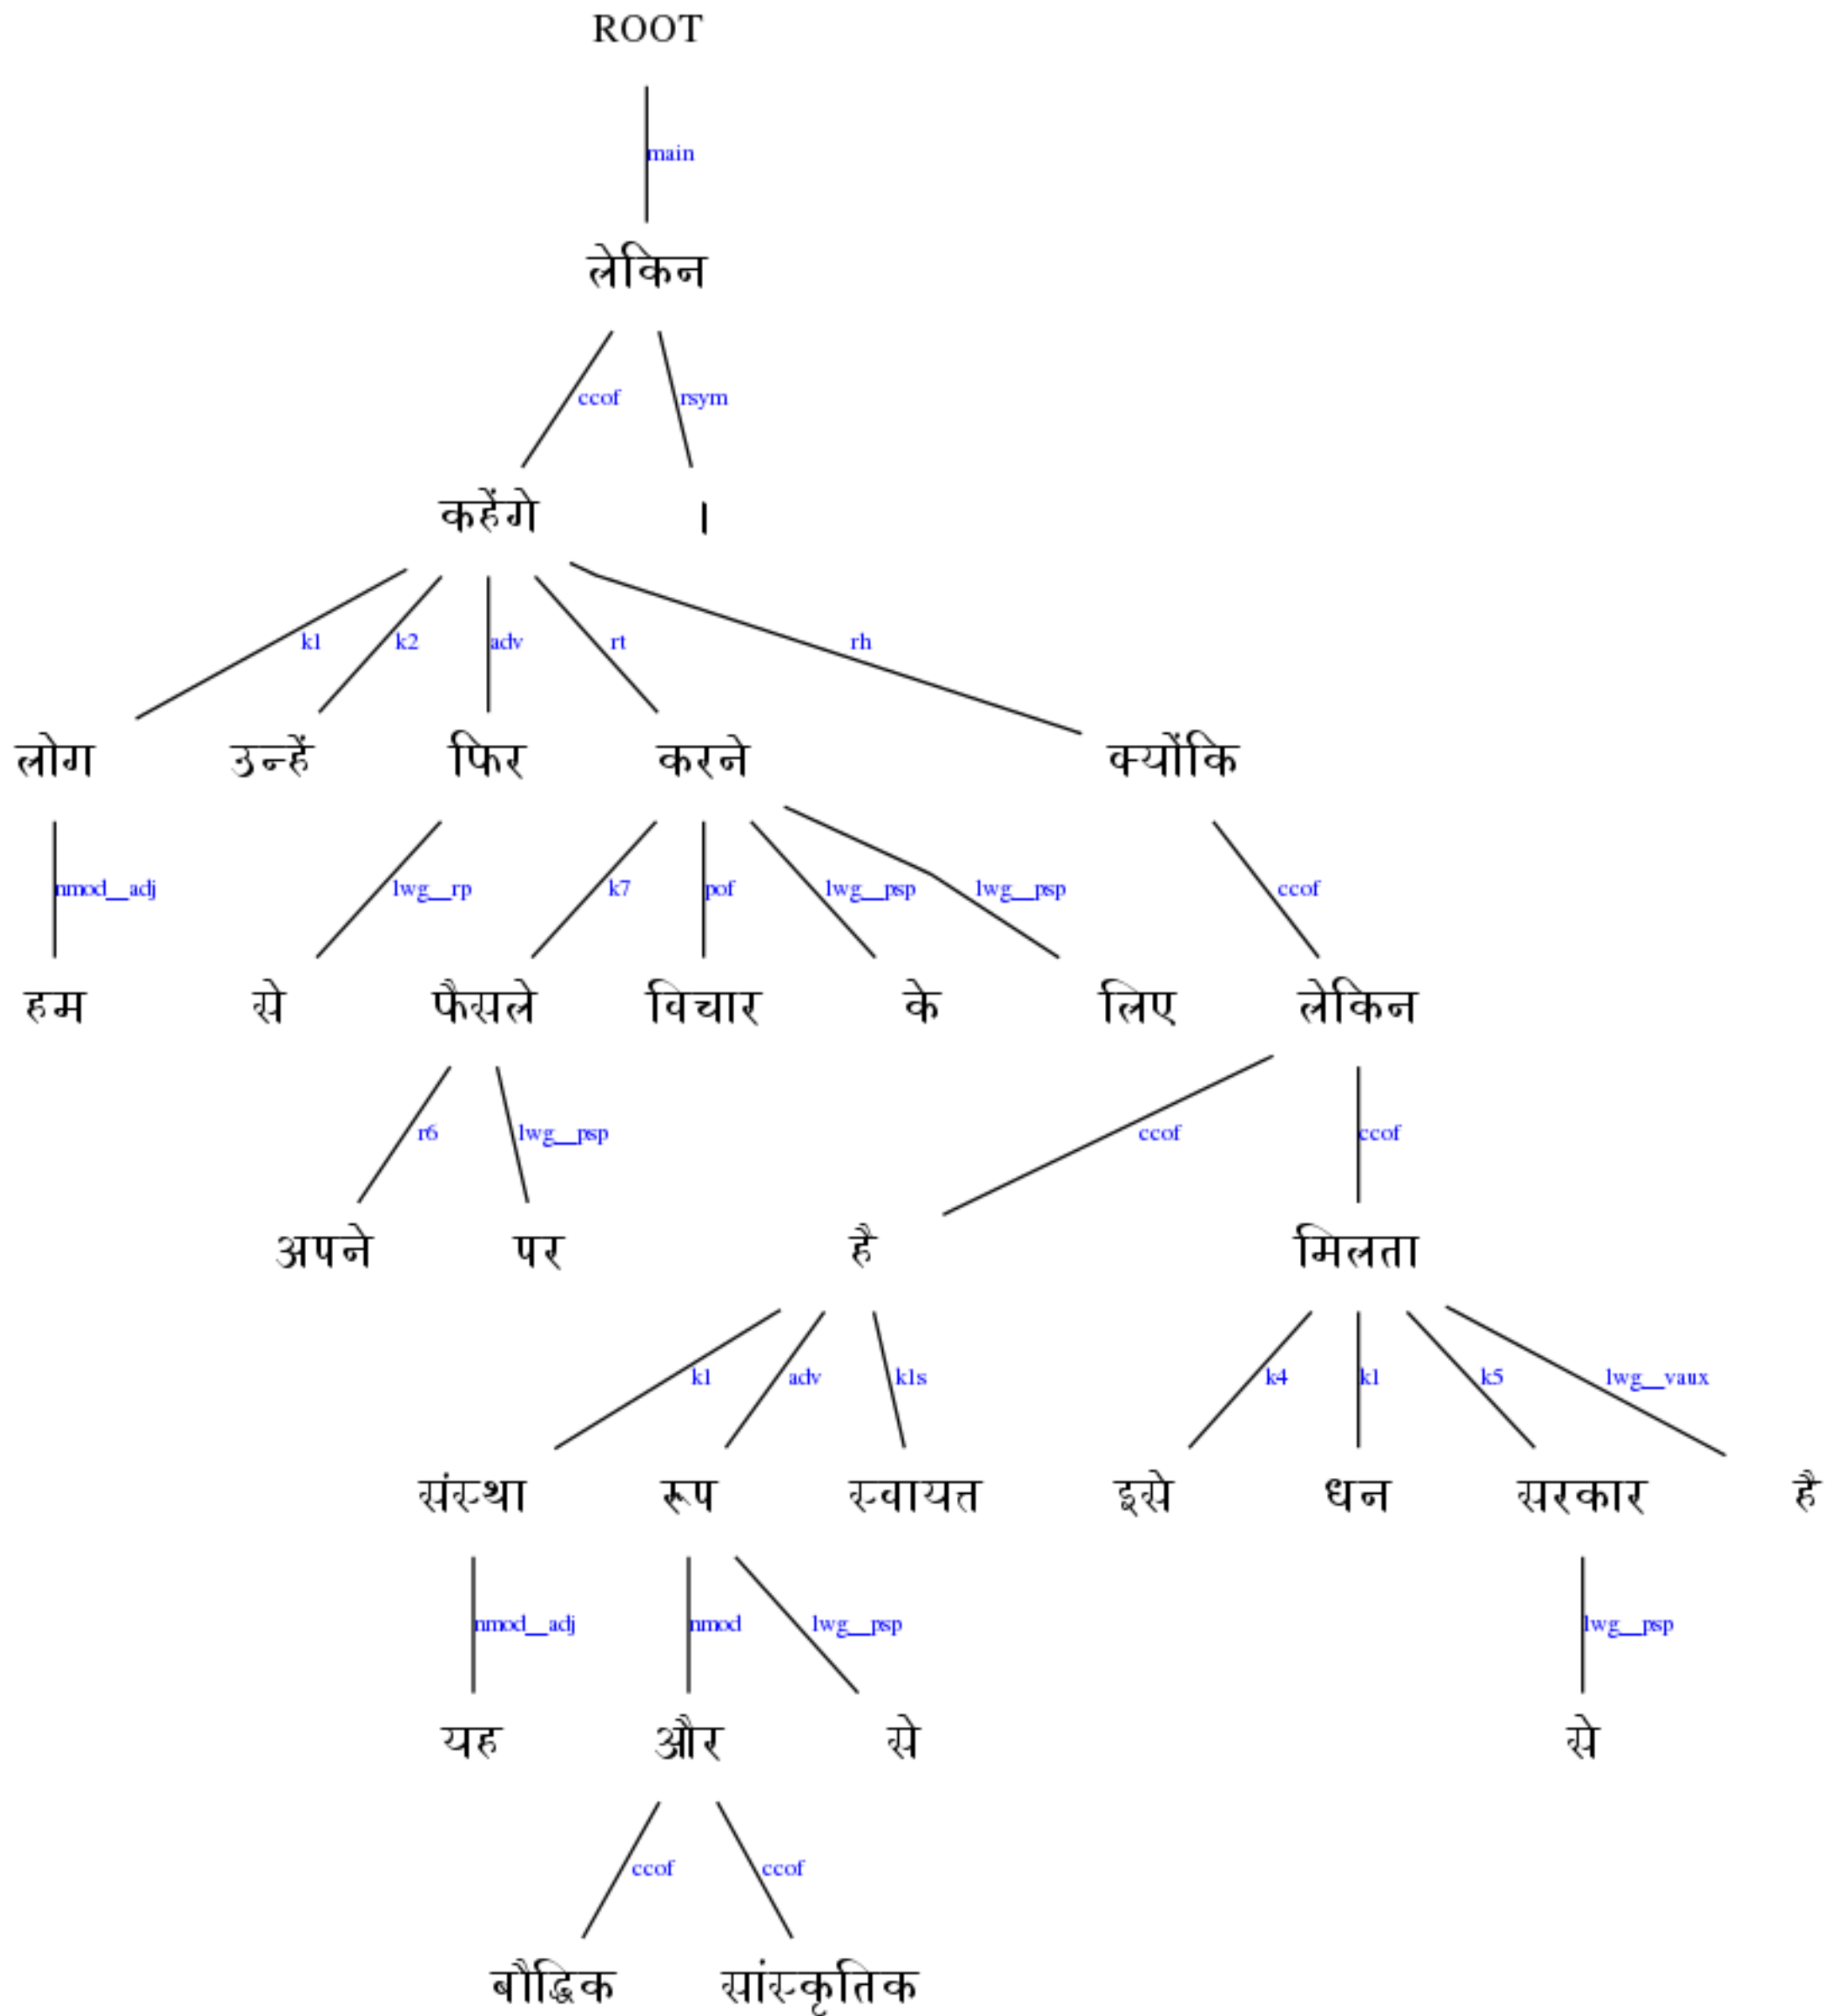 ROOT
main
लेकिन
ccof rsym
कहेंगे ।
k1 k2 adv rt rh
लोग उन्हें फिर करने क्योंकि
nmod__adj lwg__rp k7 pof lwg__psp lwg__psp ccof
हम से फैसले विचार के लिए लेकिन
r6 lwg__psp ccof ccof
अपने पर है मिलता
k1 adv k1s k4 k1 k5 lwg__vaux
संस्था रूप स्वायत्त इसे धन सरकार है
nmod__adj nmod lwg__psp lwg__psp
यह और से से
ccof ccof
बौद्धिक सांस्कृतिक